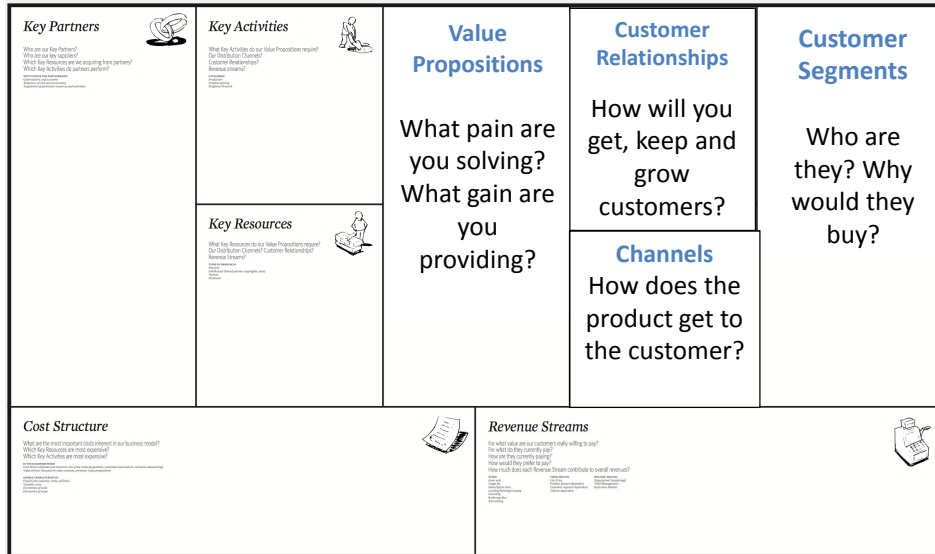 Key Partners
Who are our Key Partners?
Who are our key suppliers?
Which Key Resources are we acquiring from partners?
Which Key Activities do partners perform?
Key Activities
What Key Activities do our Value Propositions require?
Our Distribution Channels?
Customer Relationships?
Revenue streams?
Key Resources
What Key Resources do our Value Propositions require?
Our Distribution Channels? Customer Relationships?
Revenue Streams?
Value
Propositions
What pain are
you solving?
What gain are
you
providing?
Customer
Relationships
How will you
get, keep and
grow
customers?
Channels
How does the
product get to
the customer?
Customer
Segments
Who are
they? Why
would they
buy?
Cost Structure
What are the most important costs inherent in our business model?
Which Key Resources are most expensive?
Which Key Activities are most expensive?
Revenue Streams
For what value are our customers really willing to pay?
For what do they currently pay?
How are they currently paying?
How would they prefer to pay?
How much does each Revenue Stream contribute to overall revenues?